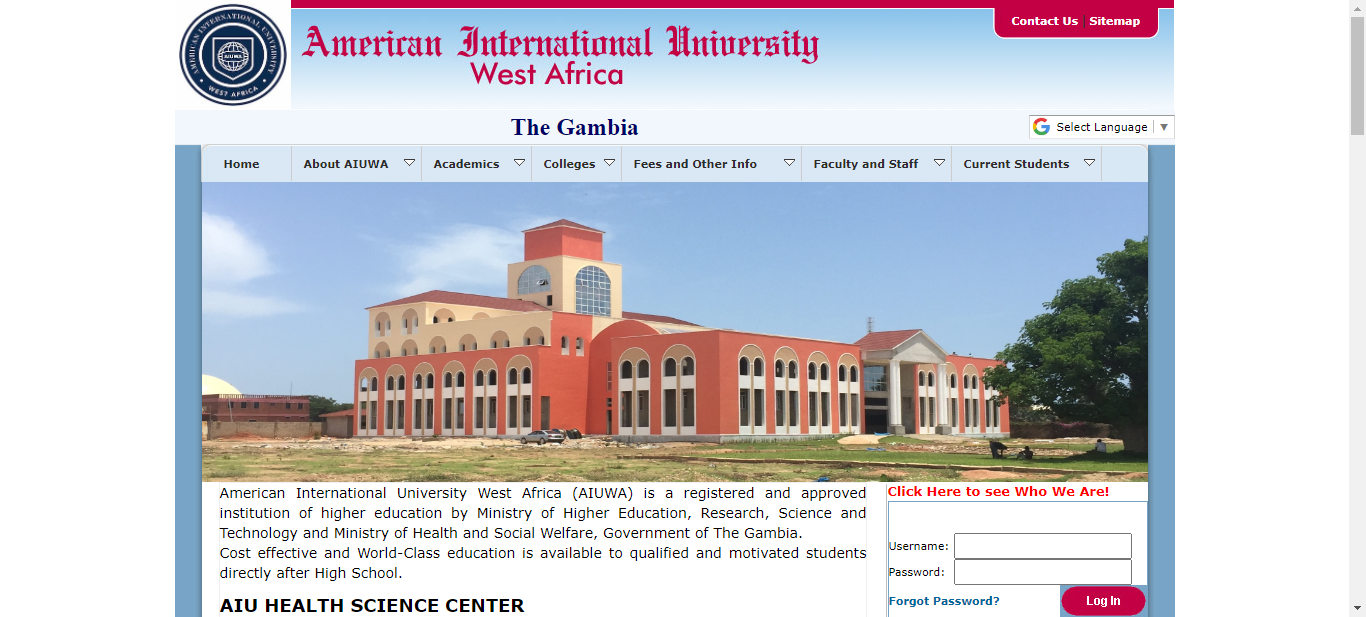 AMERICAN INTERNATIONAL UNIVERSITY
AIUWA
WEST AFRICA
American International University
West Africa
Contact Us | Sitemap
The Gambia
Select Language
Home
About AIUWA
Academics
Colleges
Fees and Other Info
Faculty and Staff
Current Students
American International University West Africa (AIUWA) is a registered and approved
institution of higher education by Ministry of Higher Education, Research, Science and
Technology and Ministry of Health and Social Welfare, Government of The Gambia.
Cost effective and World-Class education is available to qualified and motivated students
directly after High School.
AIU HEALTH SCIENCE CENTER
Click Here to see Who We Are!
Username:
Password:
Forgot Password?
Log In